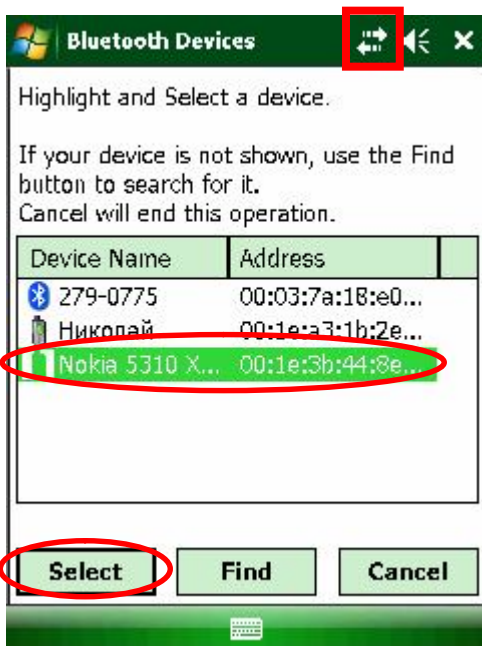 Bluetooth Devices
Highlight and Select a device.
If your device is not shown, use the Find
button to search for it.
Cancel will end this operation.
Device Name Address
279-0775 00:03:7a:18:e0...
Николай 00:1e:a3:1b:2e...
Nokia 5310 X... 00:1e:3b:44:8e...
Select Find Cancel